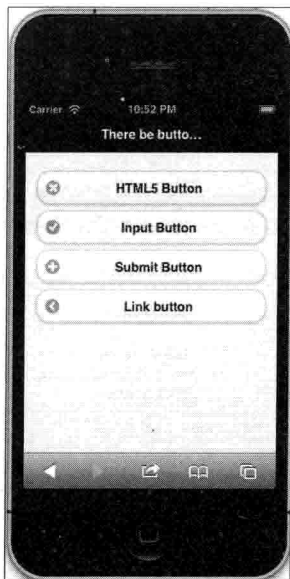 Carrier 10:52 PM
There be butto...
HTML5 Button
Input Button
Submit Button
Link button